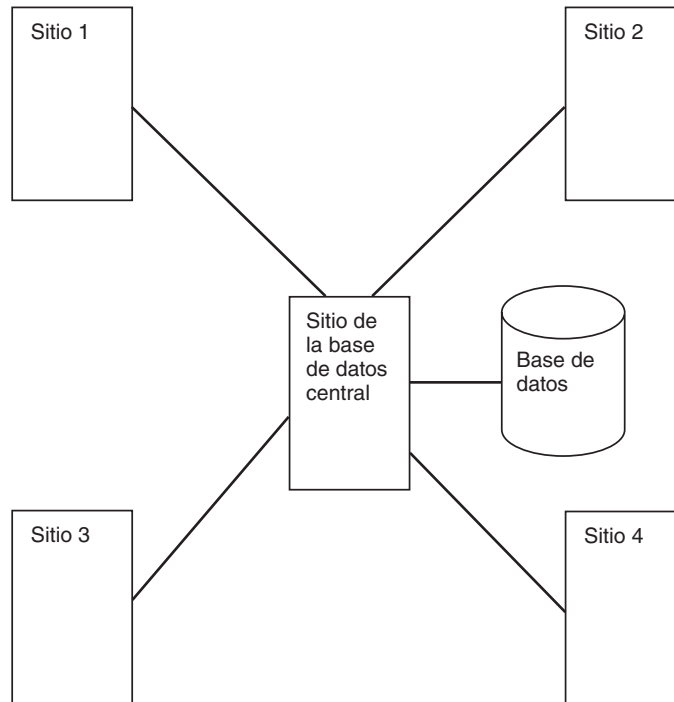 Sitio 1
Sitio 2
Sitio de
la base
de datos
central
Base de
datos
Sitio 3
Sitio 4